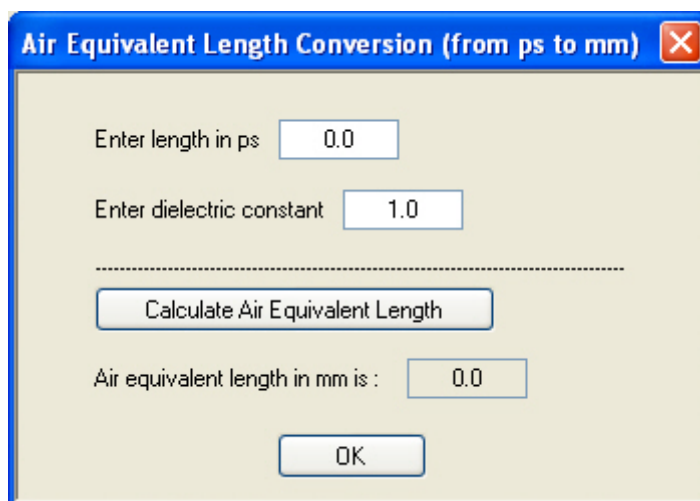 Air Equivalent Length Conversion (from ps to mm)
Enter length in ps 0.0
Enter dielectric constant 1.0
Calculate Air Equivalent Length
Air equivalent length in mm is : 0.0
OK